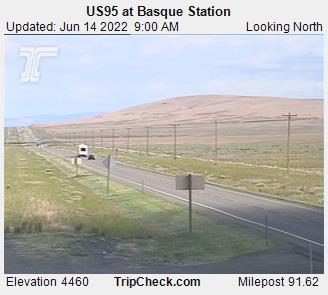 US95 at Basque Station
Updated: Jun 14 2022 9:00 AM Looking North
Elevation 4460 TripCheck.com Milepost 91.62